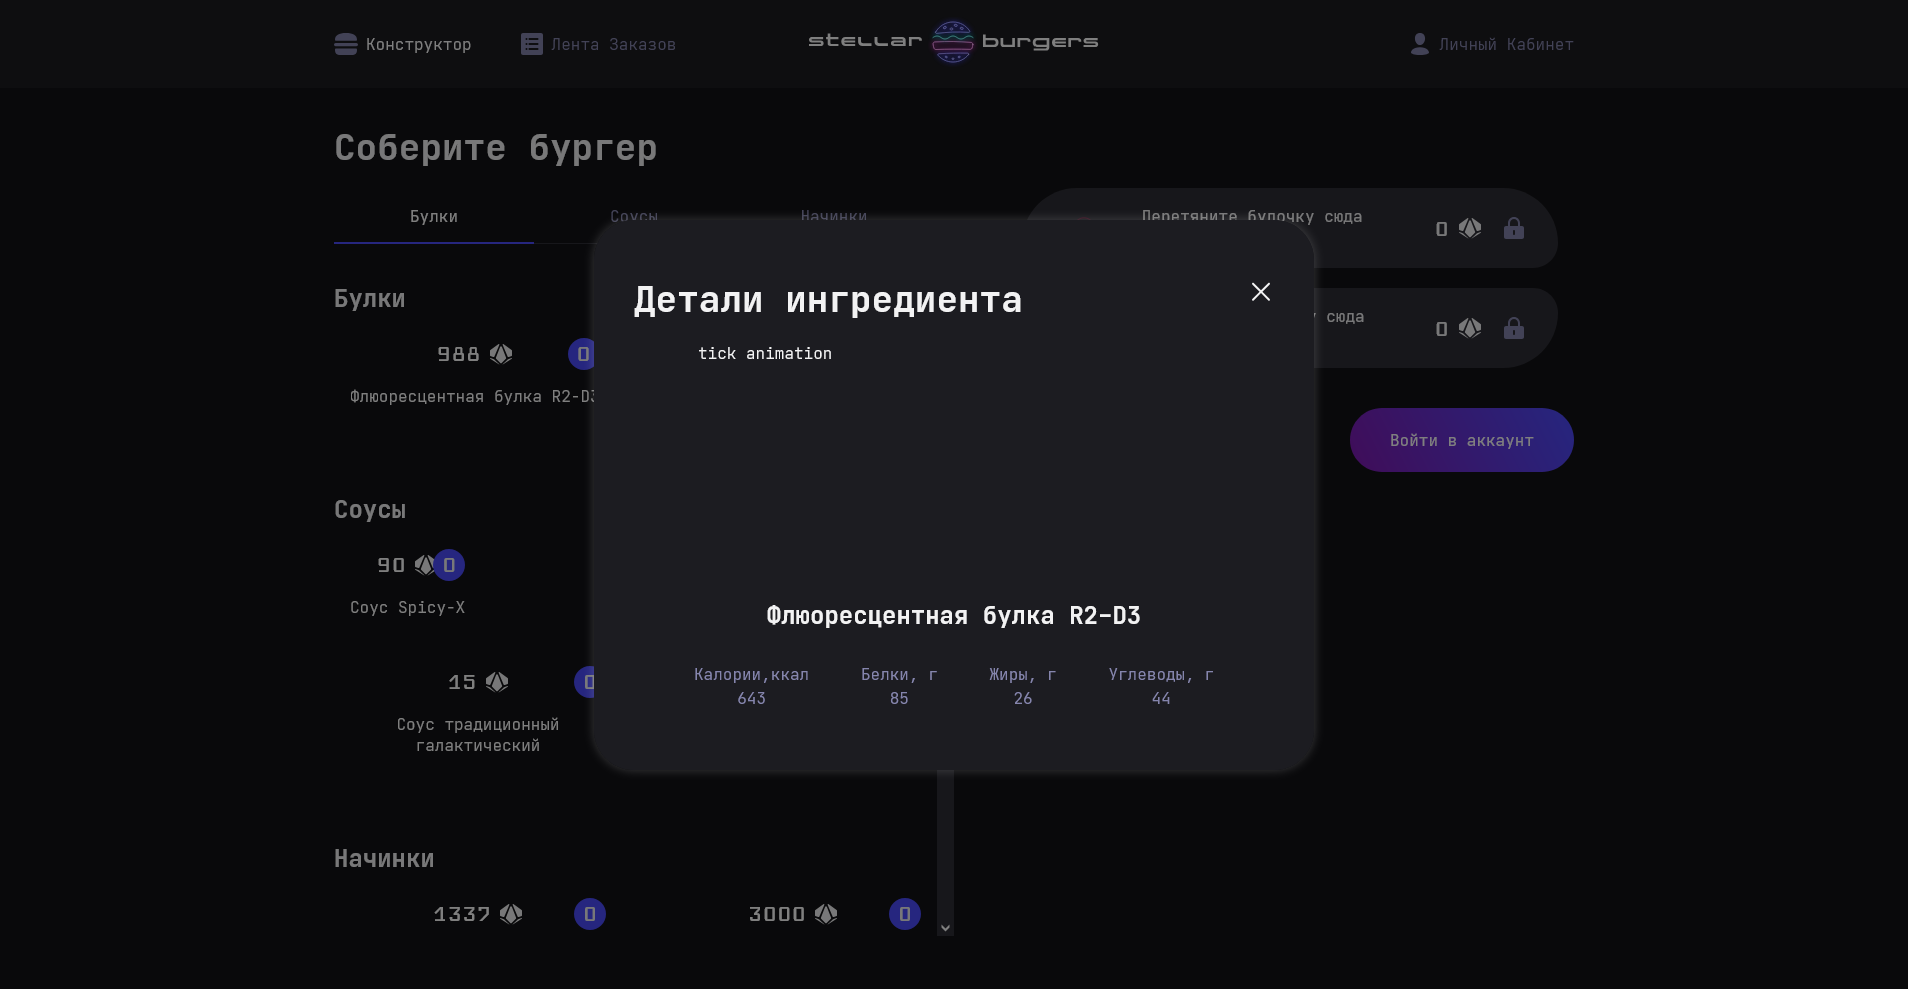 Конструктор
Лента Заказов
stellar burgers
Личный Кабинет
Соберите бургер
Булки
Соусы
Начинки
Перетяните булочку сюда
0
Детали ингредиента
Булки
сюда
0
988
0
tick animation
Флюоресцентная булка R2-D3
Войти в аккаунт
Соусы
90
0
Соус Spicy-X
Флюоресцентная булка R2-D3
Калории,ккал
Белки, г
Жиры, г
Углеводы, г
643
85
26
44
15
0
Соус традиционный
галактический
Начинки
1337
0
3000
0